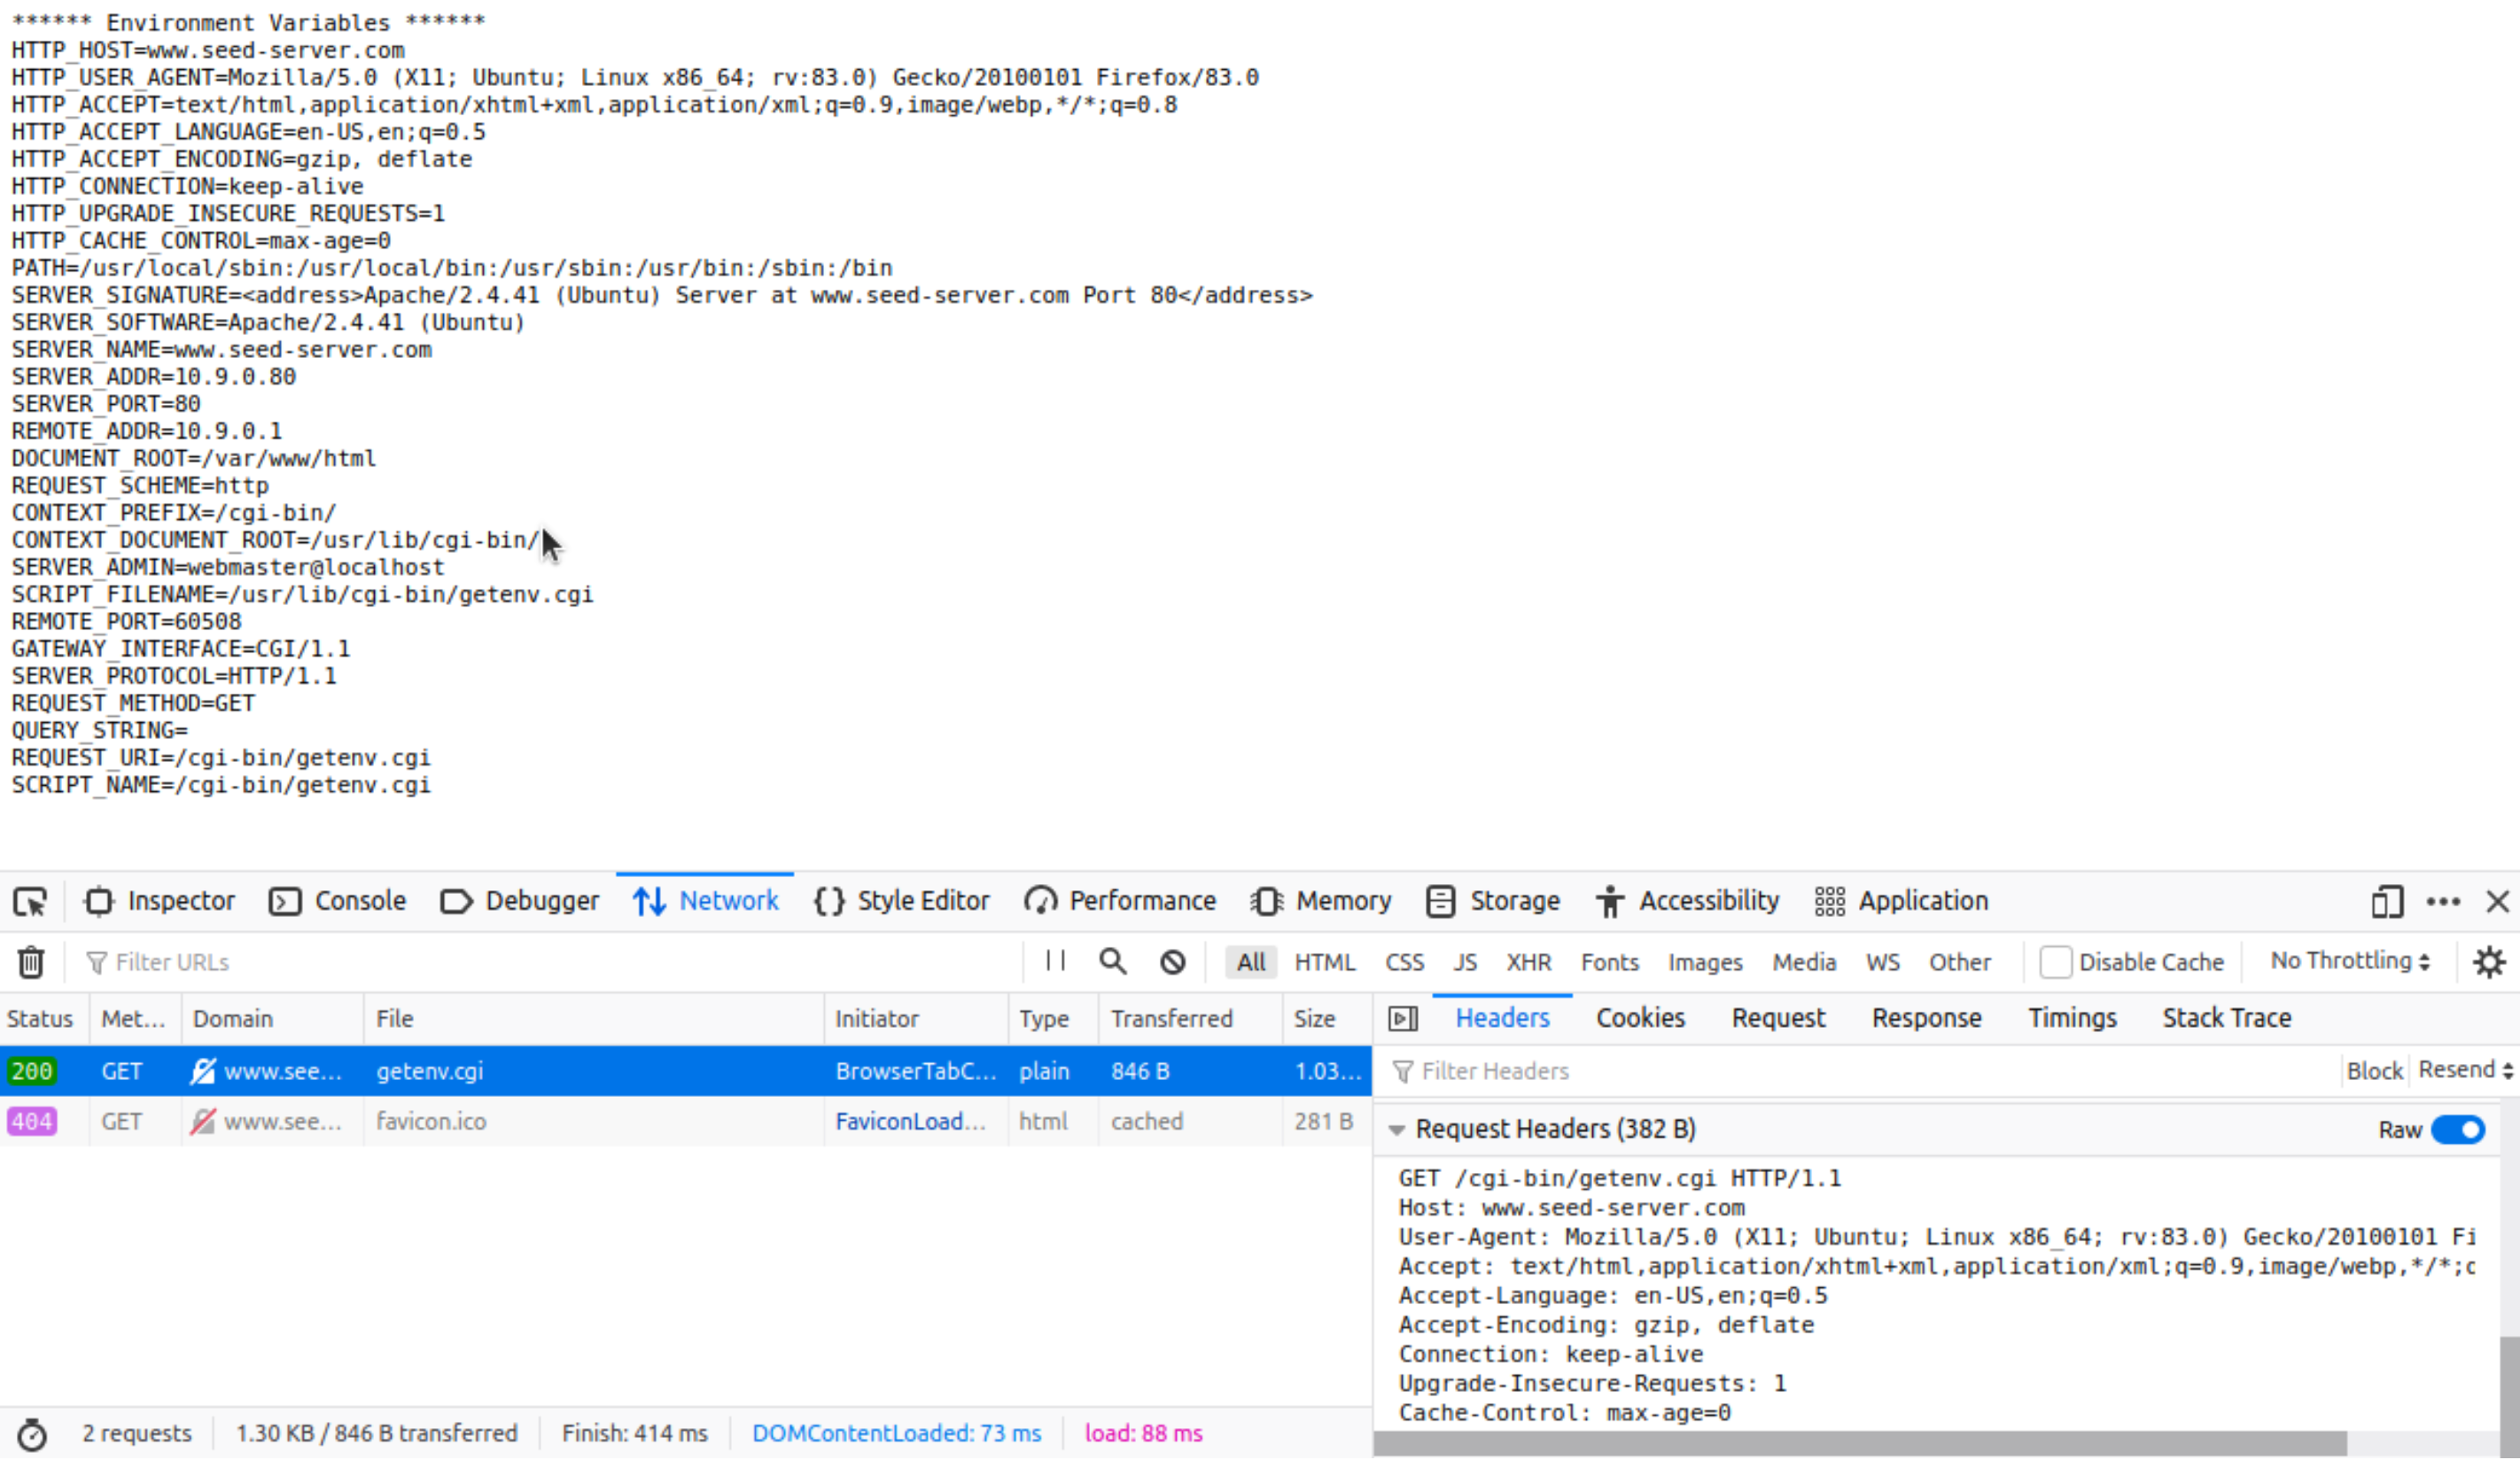 ****** Environment Variables ******
HTTP_HOST=www.seed-server.com
HTTP_USER_AGENT=Mozilla/5.0 (X11; Ubuntu; Linux x86_64; rv:83.0) Gecko/20100101 Firefox/83.0
HTTP_ACCEPT=text/html,application/xhtml+xml,application/xml;q=0.9,image/webp,*/*;q=0.8
HTTP_ACCEPT_LANGUAGE=en-US,en;q=0.5
HTTP_ACCEPT_ENCODING=gzip, deflate
HTTP_CONNECTION=keep-alive
HTTP_UPGRADE_INSECURE_REQUESTS=1
HTTP_CACHE_CONTROL=max-age=0
PATH=/usr/local/sbin:/usr/local/bin:/usr/sbin:/usr/bin:/sbin:/bin
SERVER_SIGNATURE=<address>Apache/2.4.41 (Ubuntu) Server at www.seed-server.com Port 80</address>
SERVER_SOFTWARE=Apache/2.4.41 (Ubuntu)
SERVER_NAME=www.seed-server.com
SERVER_ADDR=10.9.0.80
SERVER_PORT=80
REMOTE_ADDR=10.9.0.1
DOCUMENT_ROOT=/var/www/html
REQUEST_SCHEME=http
CONTEXT_PREFIX=/cgi-bin/
CONTEXT_DOCUMENT_ROOT=/usr/lib/cgi-bin/
SERVER_ADMIN=webmaster@localhost
SCRIPT_FILENAME=/usr/lib/cgi-bin/getenv.cgi
REMOTE_PORT=60508
GATEWAY_INTERFACE=CGI/1.1
SERVER_PROTOCOL=HTTP/1.1
REQUEST_METHOD=GET
QUERY_STRING=
REQUEST_URI=/cgi-bin/getenv.cgi
SCRIPT_NAME=/cgi-bin/getenv.cgi
Inspector Console Debugger Network Style Editor Performance Memory Storage Accessibility Application
Filter URLs All HTML CSS JS XHR Fonts Images Media WS Other Disable Cache No Throttling
Status Met... Domain File Initiator Type Transferred Size
200 GET www.see... getenv.cgi BrowserTabC... plain 846 B 1.03...
404 GET www.see... favicon.ico FaviconLoad... html cached 281 B
2 requests 1.30 KB / 846 B transferred Finish: 414 ms DOMContentLoaded: 73 ms load: 88 ms
Headers Cookies Request Response Timings Stack Trace
Filter Headers Block Resend
Request Headers (382 B) Raw
GET /cgi-bin/getenv.cgi HTTP/1.1
Host: www.seed-server.com
User-Agent: Mozilla/5.0 (X11; Ubuntu; Linux x86_64; rv:83.0) Gecko/20100101 Fi
Accept: text/html,application/xhtml+xml,application/xml;q=0.9,image/webp,*/*;
Accept-Language: en-US,en;q=0.5
Accept-Encoding: gzip, deflate
Connection: keep-alive
Upgrade-Insecure-Requests: 1
Cache-Control: max-age=0